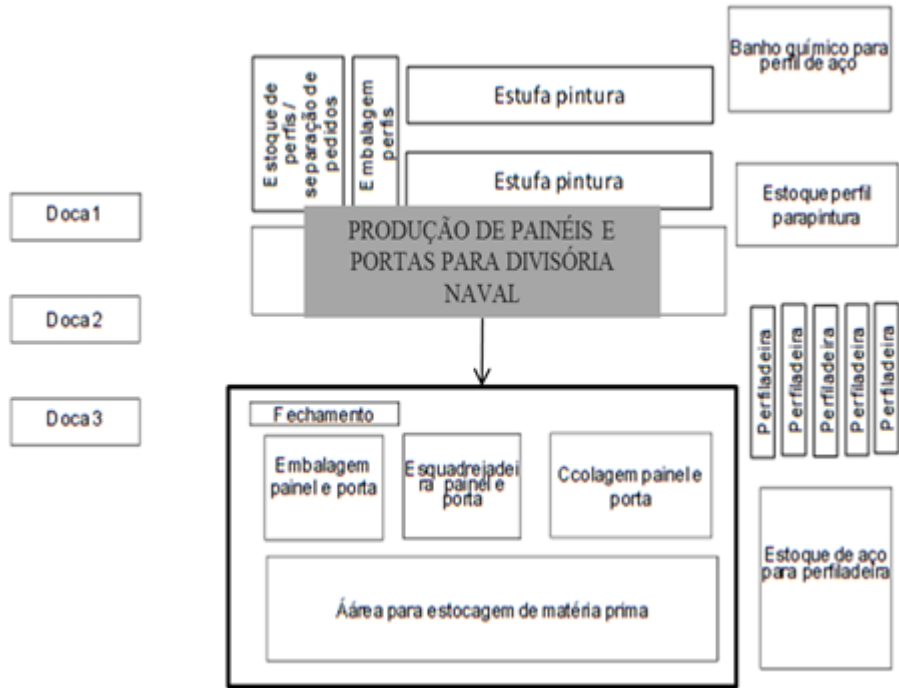 Estoque de
perfis /
separação de
pedidos
Embalagem
perfis
Estufa pintura
Estufa pintura
Banho químico para
perfil de aço
Estoque perfil
parapintura
Doca1
Doca2
Doca3
PRODUÇÃO DE PAINÉIS E
PORTAS PARA DIVISÓRIA
NAVAL
Perfiladeira
Perfiladeira
Perfiladeira
Perfiladeira
Perfiladeira
Fechamento
Embalagem
painel e porta
Esquadrejadei
ra painel e
porta
Ccolagem painel e
porta
Áárea para estocagem de matéria prima
Estoque de aço
para perfiladeira